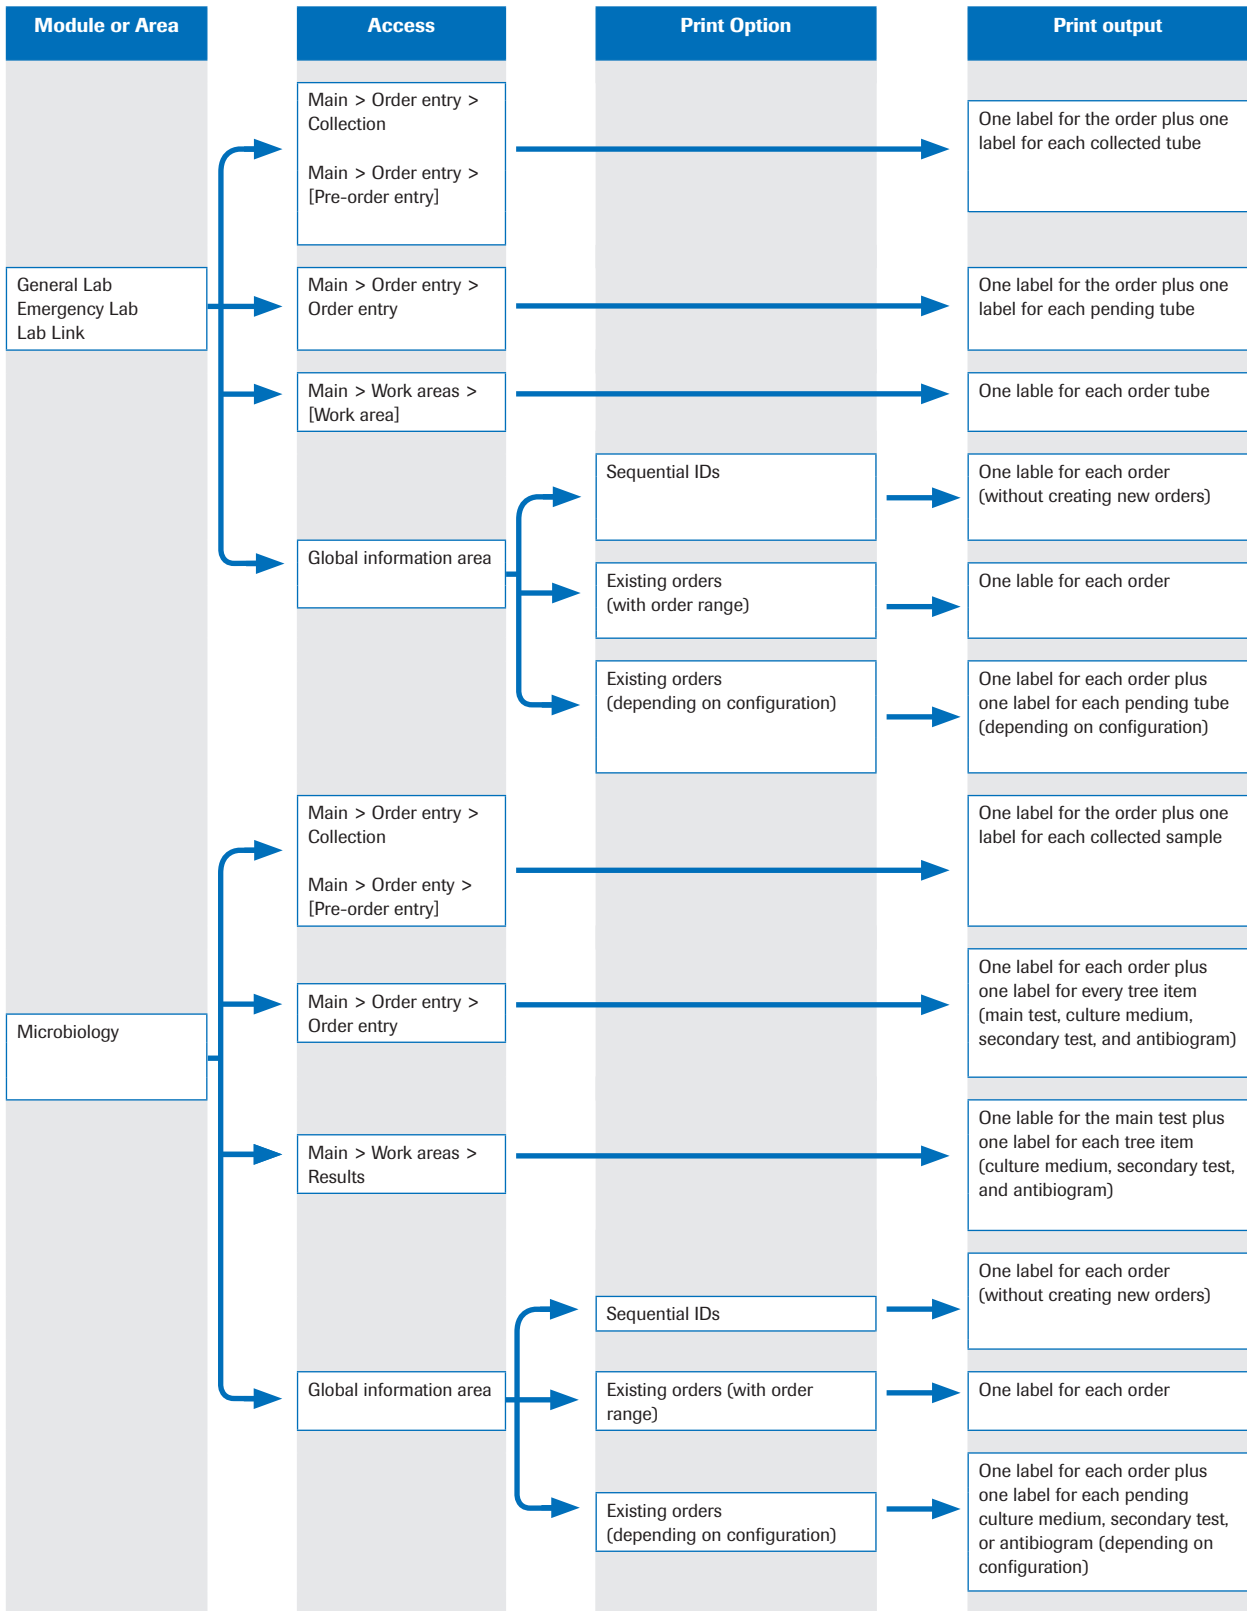 Module or Area
Access
Print Option
Print output
Main > Order entry >
Collection
Main > Order entry >
[Pre-order entry]
One label for the order plus one
label for each collected tube
General Lab
Emergency Lab
Lab Link
Main > Order entry >
Order entry
One label for the order plus one
label for each pending tube
Main > Work areas >
[Work area]
One lable for each order tube
Global information area
Sequential IDs
One lable for each order
(without creating new orders)
Existing orders
(with order range)
One lable for each order
Existing orders
(depending on configuration)
One label for each order plus
one label for each pending tube
(depending on configuration)
Microbiology
Main > Order entry >
Collection
Main > Order enty >
[Pre-order entry]
One label for the order plus one
label for each collected sample
Main > Order entry >
Order entry
One label for each order plus
one label for every tree item
(main test, culture medium,
secondary test, and antibiogram)
Main > Work areas >
Results
One lable for the main test plus
one label for each tree item
(culture medium, secondary test,
and antibiogram)
Global information area
Sequential IDs
One label for each order
(without creating new orders)
Existing orders (with order
range)
One label for each order
Existing orders
(depending on configuration)
One label for each order plus
one label for each pending
culture medium, secondary test,
or antibiogram (depending on
configuration)